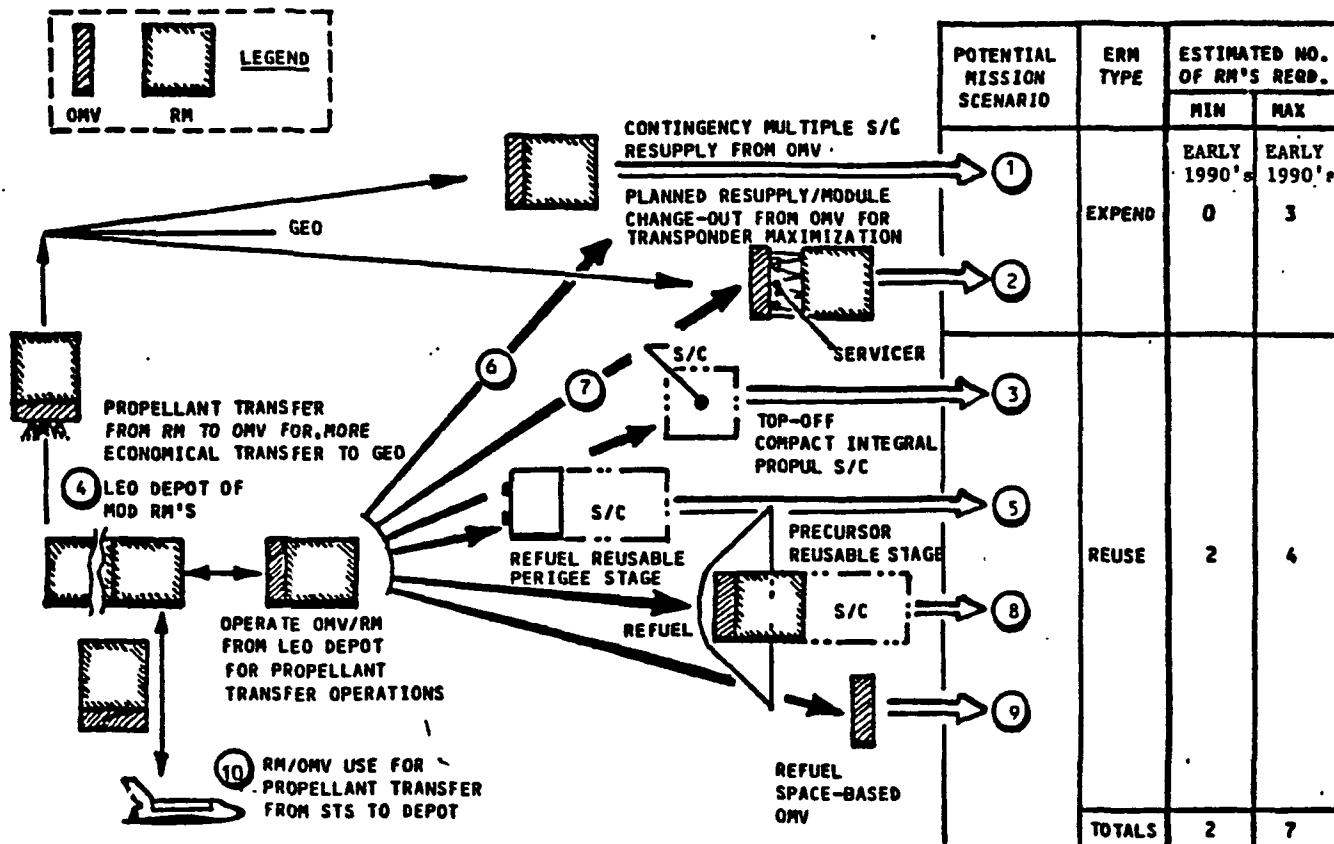 LEGEND
OMV
RM
GEO
CONTINGENCY MULTIPLE S/C
RESUPPLY FROM OMV
PLANNED RESUPPLY/MODULE
CHANGE-OUT FROM OMV FOR
TRANSPONDER MAXIMIZATION
SERVICER
6
7
S/C
TOP-OFF
COMPACT INTEGRAL
PROPUL S/C
PROPELLANT TRANSFER
FROM RM TO OMV FOR MORE
ECONOMICAL TRANSFER TO GEO
4
LEO DEPOT OF
MOD RM'S
S/C
REFUEL REUSABLE
PERIGEE STAGE
PRECURSOR
REUSABLE STAGE
OPERATE OMV/RM
FROM LEO DEPOT
FOR PROPELLANT
TRANSFER OPERATIONS
REFUEL
S/C
10
RM/OMV USE FOR
PROPELLANT TRANSFER
FROM STS TO DEPOT
REFUEL
SPACE-BASED
OMV
POTENTIAL
MISSION
SCENARIO
ERM
TYPE
ESTIMATED NO.
OF RM'S REQD.
MIN
MAX
1
EARLY
1990's
EARLY
1990's
EXPEND
0
3
2
3
5
REUSE
2
4
8
9
TOTALS
2
7